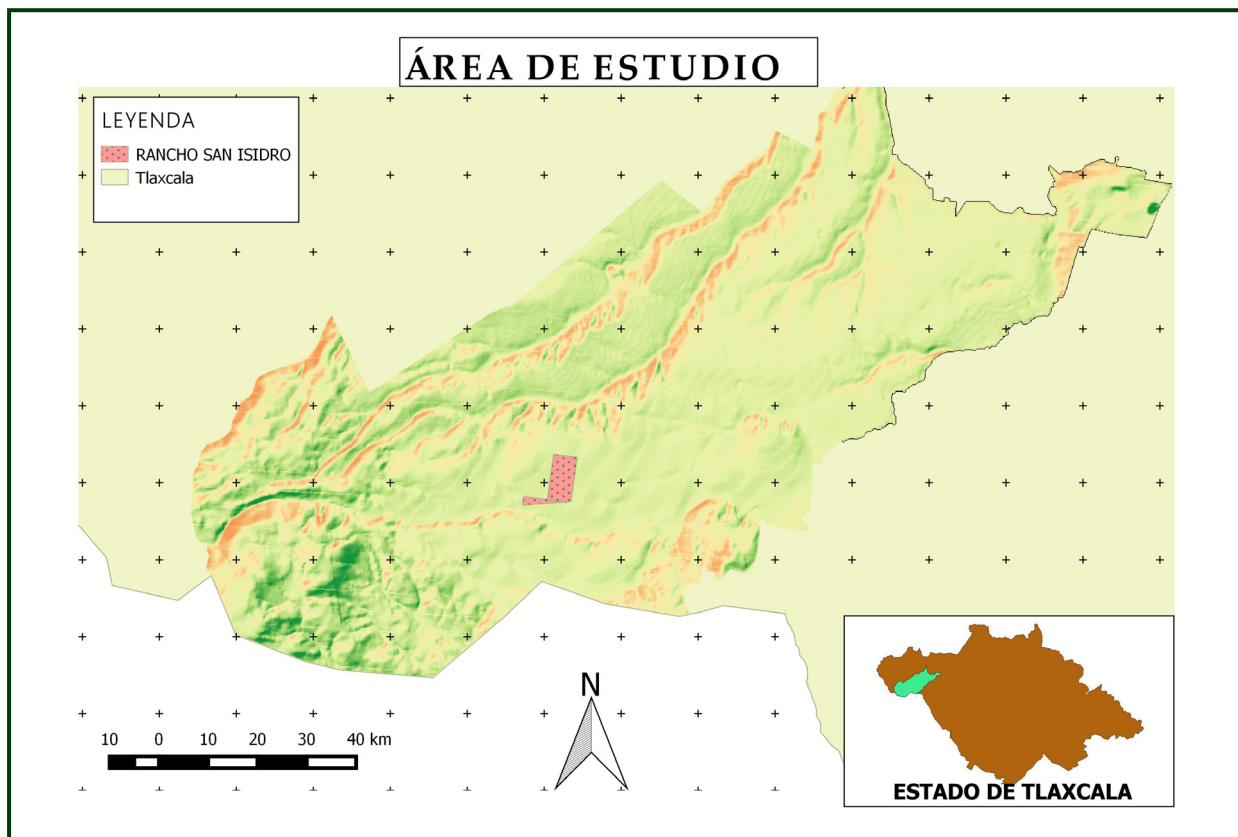 ÁREA DE ESTUDIO
LEYENDA
RANCHO SAN ISIDRO
Tlaxcala
N
10 0 10 20 30 40 km
ESTADO DE TLAXCALA